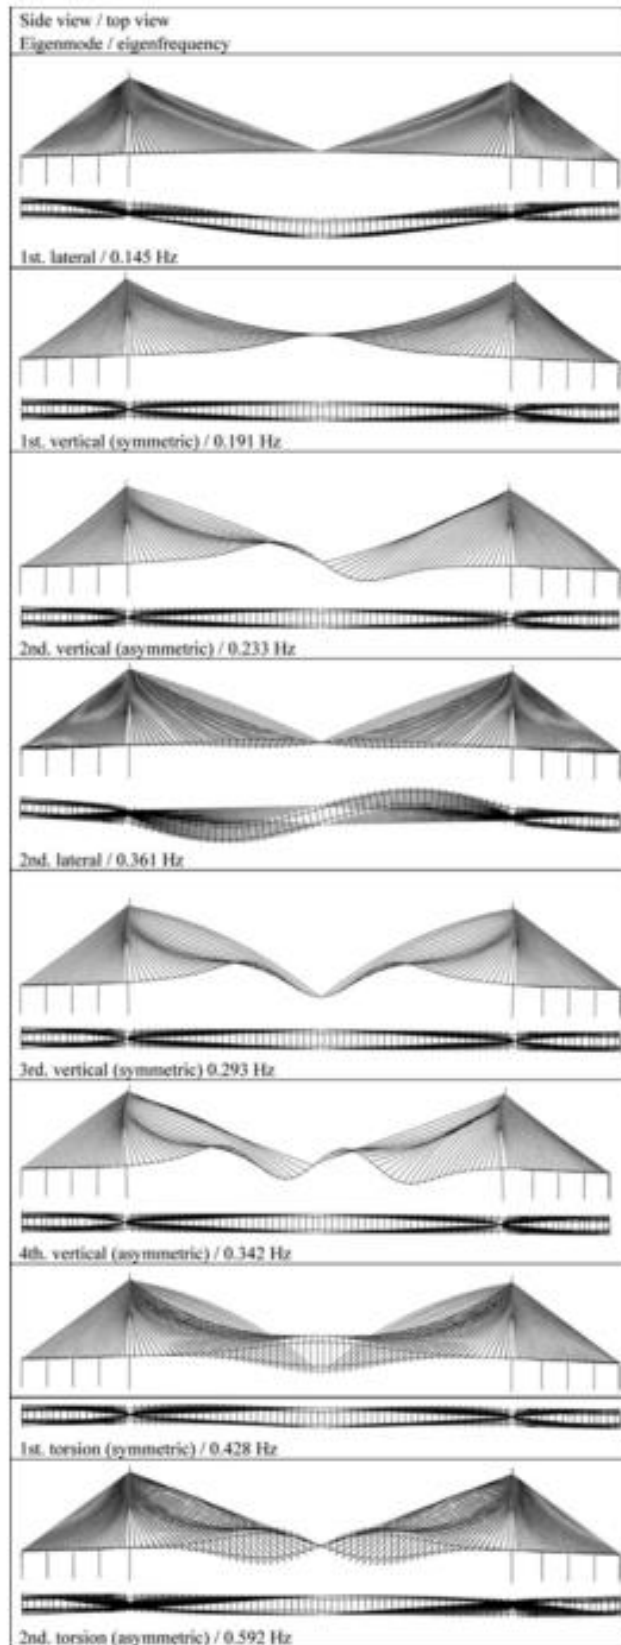 Side view / top view
Eigenmode / eigenfrequency
1st. lateral / 0.145 Hz
1st. vertical (symmetric) / 0.191 Hz
2nd. vertical (asymmetric) / 0.233 Hz
2nd. lateral / 0.361 Hz
3rd. vertical (symmetric) 0.293 Hz
4th. vertical (asymmetric) / 0.342 Hz
1st. torsion (symmetric) / 0.428 Hz
2nd. torsion (asymmetric) / 0.592 Hz